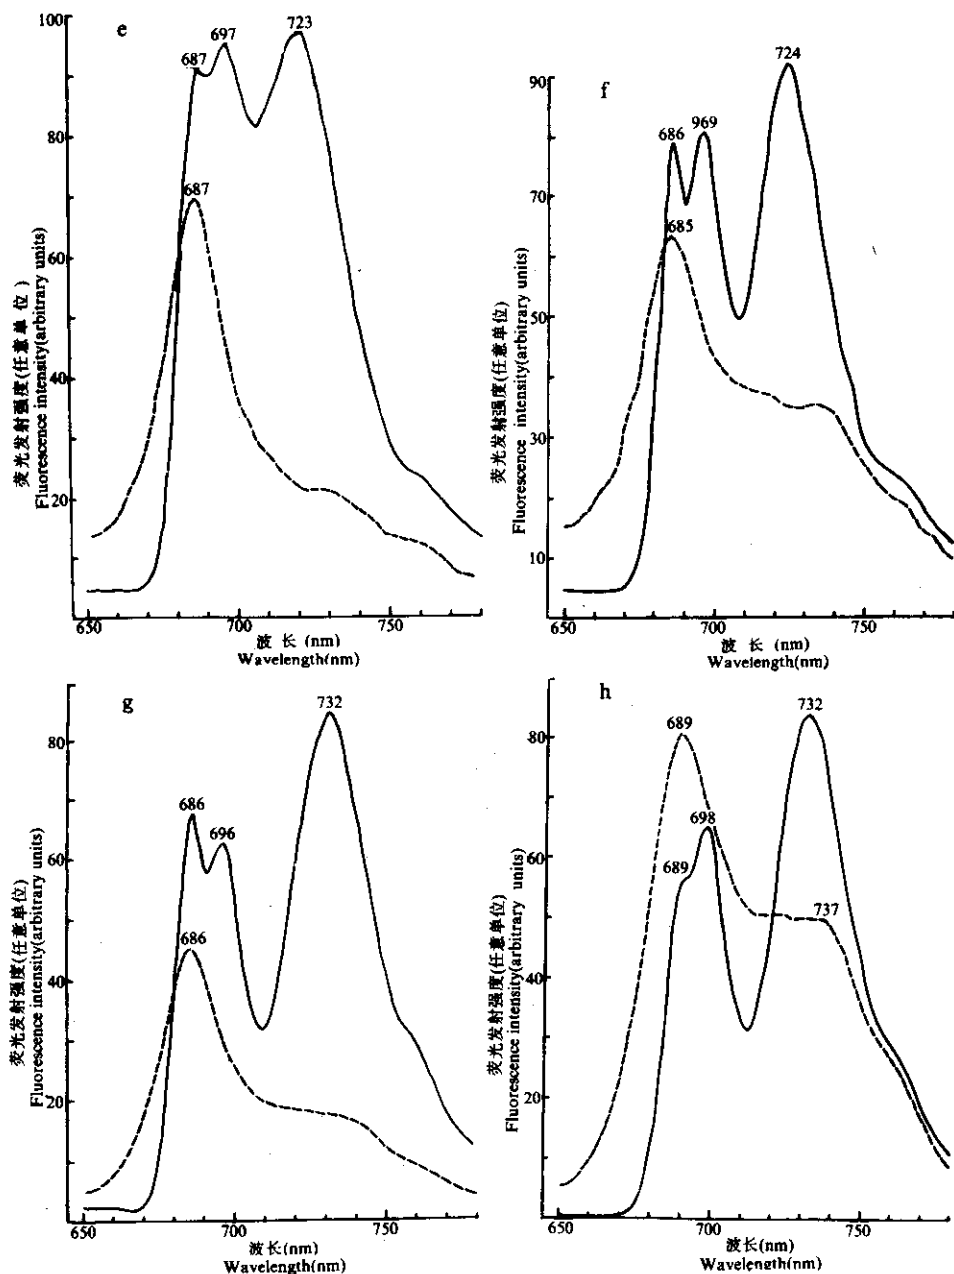 e
100
80
60
40
20
687
697
723
687
荧光发射强度(任意单位)
Fluorescence intensity(arbitrary units)
650
700
750
波长(nm)
Wavelength(nm)
f
90
70
50
30
10
686
969
724
685
荧光发射强度(任意单位)
Fluorescence intensity(arbitrary units)
650
700
750
波长(nm)
Wavelength(nm)
g
80
60
40
20
686
696
732
686
荧光发射强度(任意单位)
Fluorescence intensity(arbitrary units)
650
700
750
波长(nm)
Wavelength(nm)
h
80
60
40
20
689
732
698
689
737
荧光发射强度(任意单位)
Fluorescence intensity(arbitrary units)
650
700
750
波长(nm)
Wavelength(nm)